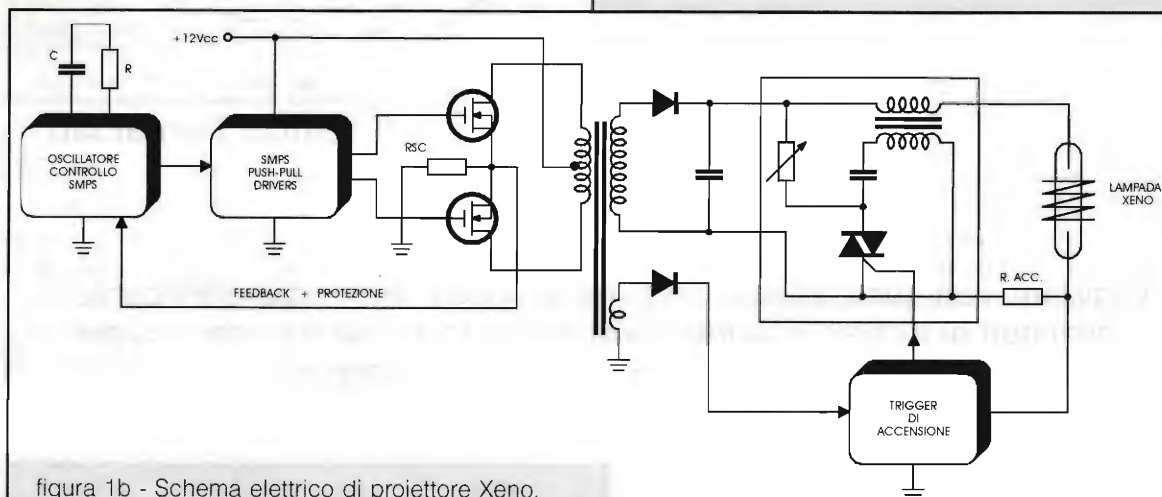 +12Vcc
C
R
OSCILLATORE
CONTROLLO
SMPS
SMPS
PUSH-PULL
DRIVERS
RSC
FEEDBACK + PROTEZIONE
LAMPADA
XENO
R. ACC.
TRIGGER
DI
ACCENSIONE
figura 1b - Schema elettrico di proiettore Xeno.